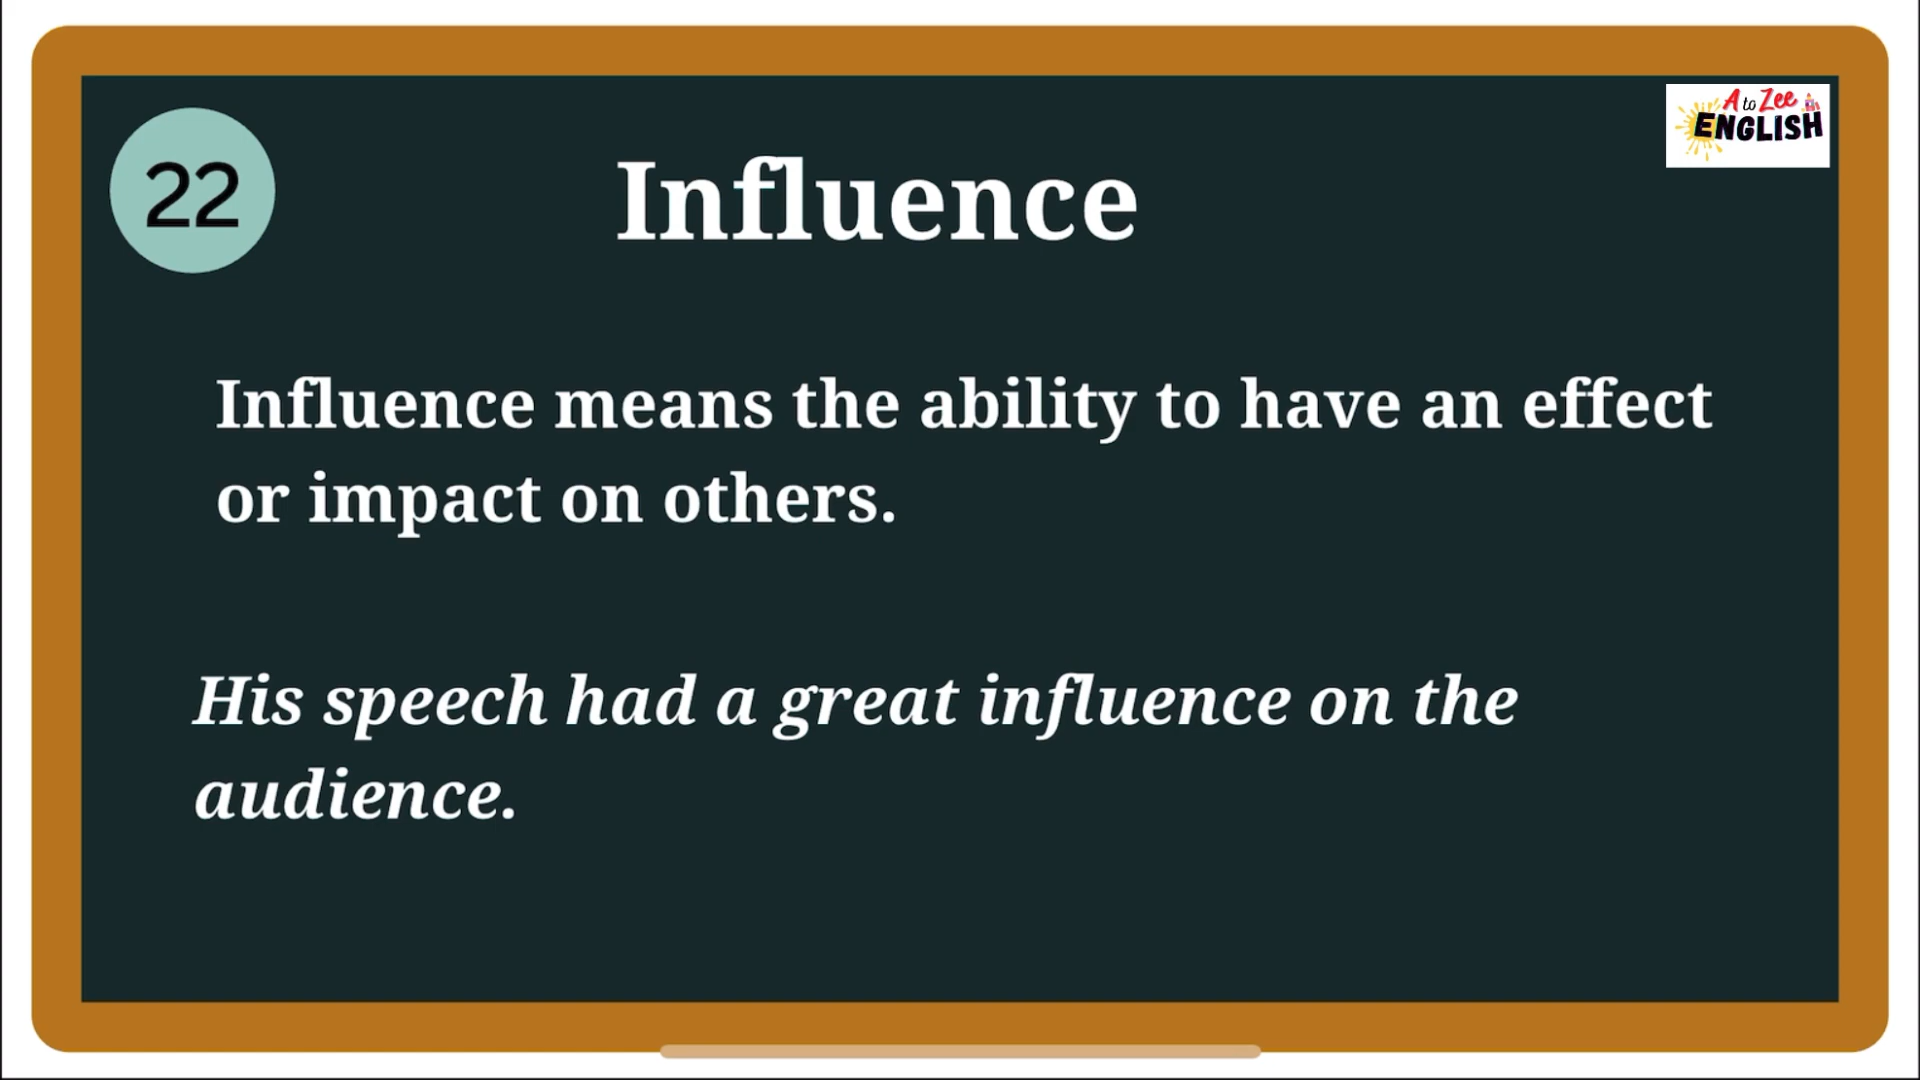 22
A to Zee
ENGLISH
Influence
Influence means the ability to have an effect
or impact on others.
His speech had a great influence on the
audience.